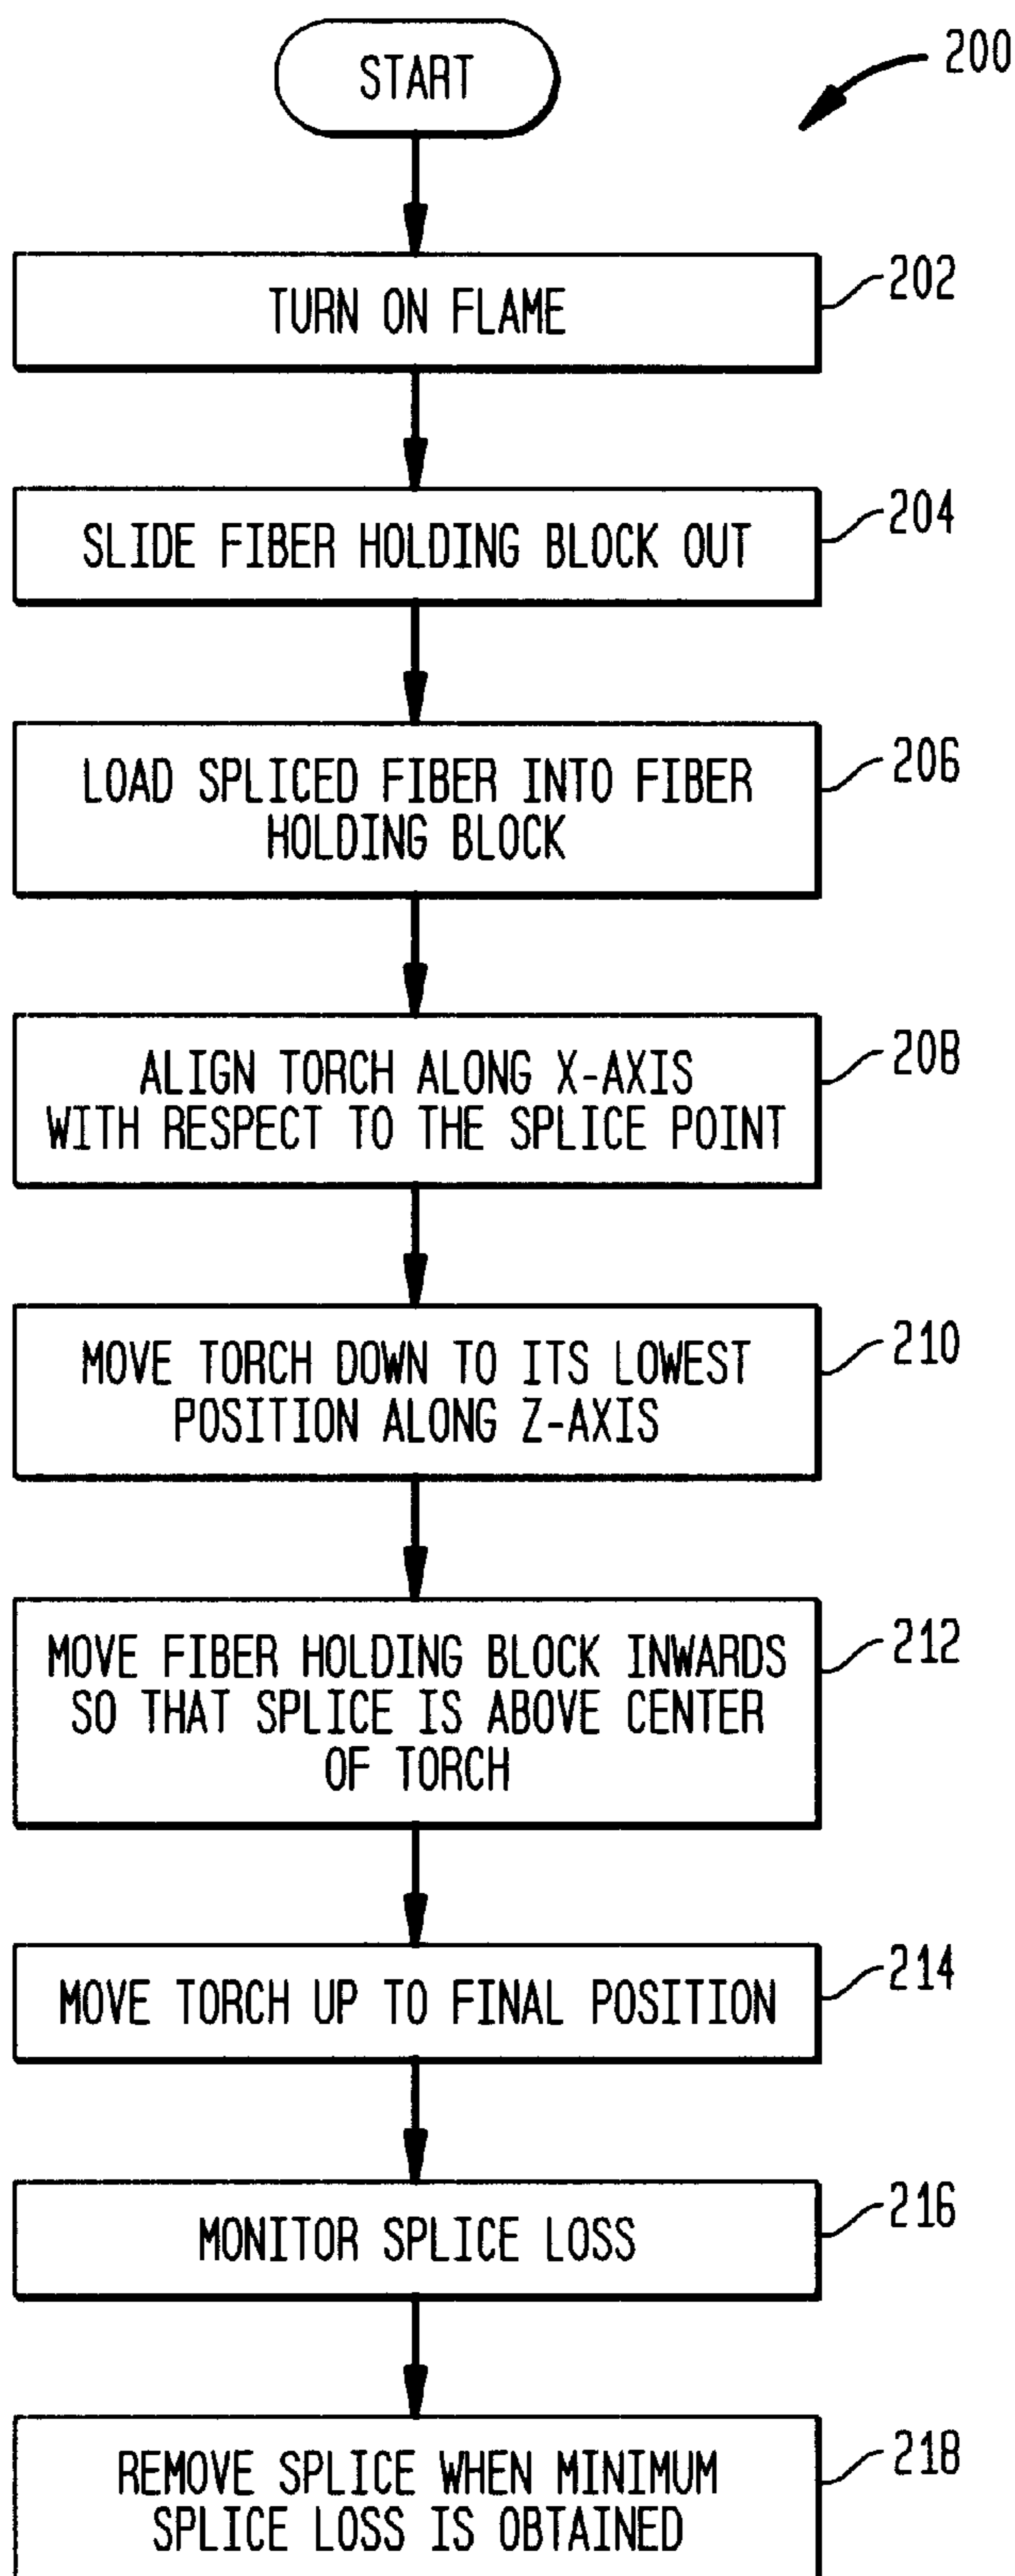 START
200
TURN ON FLAME
202
SLIDE FIBER HOLDING BLOCK OUT
204
LOAD SPLICED FIBER INTO FIBER
HOLDING BLOCK
206
ALIGN TORCH ALONG X-AXIS
WITH RESPECT TO THE SPLICE POINT
208
MOVE TORCH DOWN TO ITS LOWEST
POSITION ALONG Z-AXIS
210
MOVE FIBER HOLDING BLOCK INWARDS
SO THAT SPLICE IS ABOVE CENTER
OF TORCH
212
MOVE TORCH UP TO FINAL POSITION
214
MONITOR SPLICE LOSS
216
REMOVE SPLICE WHEN MINIMUM
SPLICE LOSS IS OBTAINED
218